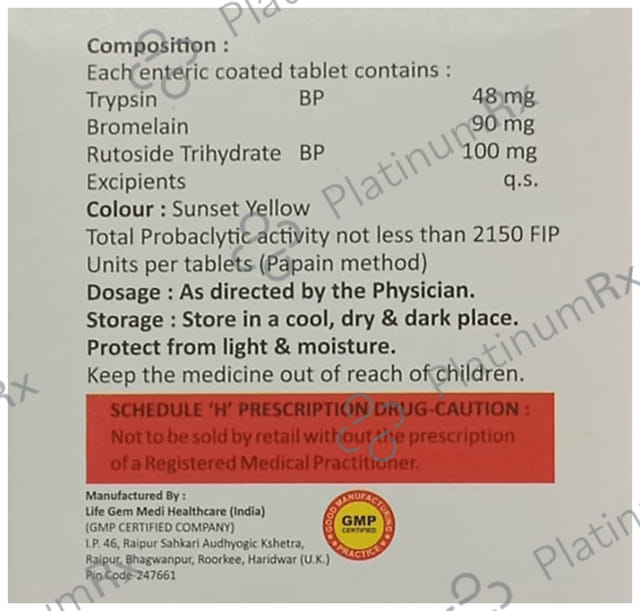 Composition :
Each enteric coated tablet contains :
Trypsin BP 48 mg
Bromelain 90 mg
Rutoside Trihydrate BP 100 mg
Excipients q.s.
Colour : Sunset Yellow
Total Probaclytic activity not less than 2150 FIP
Units per tablets (Papain method)
Dosage : As directed by the Physician.
Storage : Store in a cool, dry & dark place.
Protect from light & moisture.
Keep the medicine out of reach of children.
SCHEDULE 'H' PRESCRIPTION DRUG-CAUTION :
Not to be sold by retail without the prescription
of a Registered Medical Practitioner.
Manufactured By :
Life Gem Medi Healthcare (India)
(GMP CERTIFIED COMPANY)
I.P. 46, Raipur Sahkari Audhyogic Kshetra,
Raipur, Bhagwanpur, Roorkee, Haridwar (U.K.)
Pin Code-247661
GOOD MANUFACTURING
GMP
CERTIFIED
PRACTICE
PlatinumRx
PlatinumRx